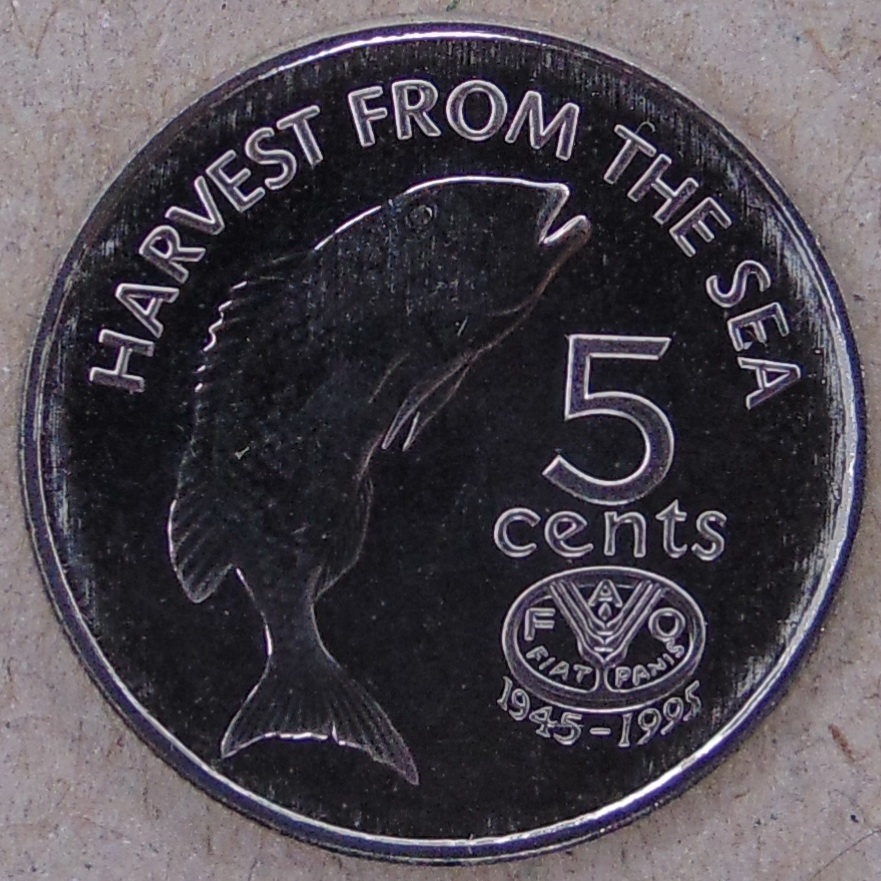 HARVEST FROM THE SEA
5
cents
F A O
FIAT PANIS
1945-1995